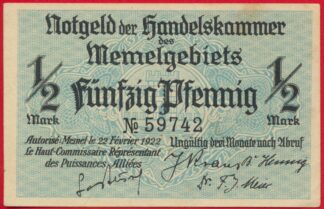 Notgeld der Handelskammer
des
Memelgebiets
1/2 Mark
Fünfzig Pfennig
1/2 Mark
№ 59742
Autorisé-Memel le 22 Février 1922
le Haut-Commissaire Représentant
des Puissances Alliées
Ungültig drei Monate nach Abruf